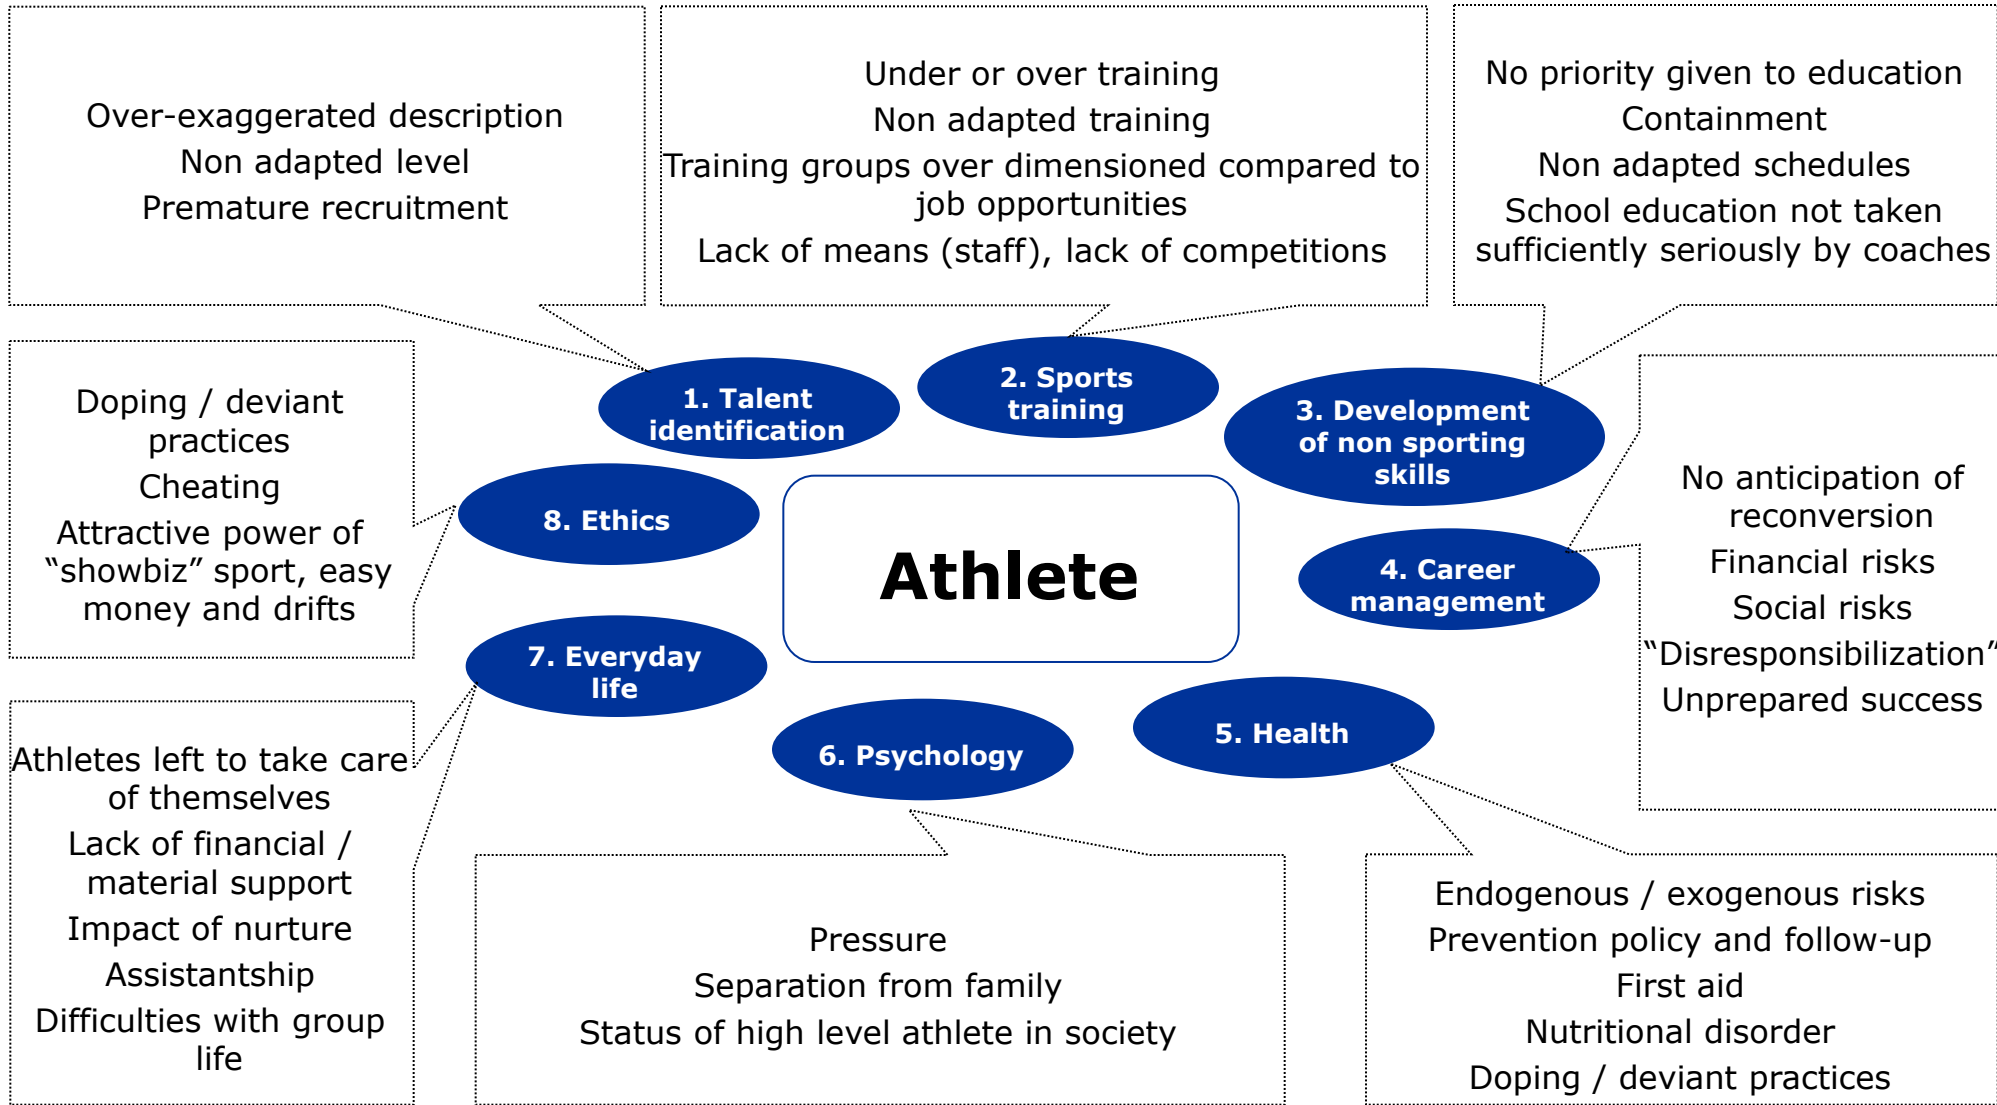 Over-exaggerated description
Non adapted level
Premature recruitment
Under or over training
Non adapted training
Training groups over dimensioned compared to
job opportunities
Lack of means (staff), lack of competitions
No priority given to education
Containment
Non adapted schedules
School education not taken
sufficiently seriously by coaches
1. Talent
identification
2. Sports
training
3. Development
of non sporting
skills
Doping / deviant
practices
Cheating
Attractive power of
“showbiz” sport, easy
money and drifts
8. Ethics
Athlete
4. Career
management
No anticipation of
reconversion
Financial risks
Social risks
“Disresponsibilization”
Unprepared success
7. Everyday
life
6. Psychology
5. Health
Athletes left to take care
of themselves
Lack of financial /
material support
Impact of nurture
Assistantship
Difficulties with group
life
Pressure
Separation from family
Status of high level athlete in society
Endogenous / exogenous risks
Prevention policy and follow-up
First aid
Nutritional disorder
Doping / deviant practices